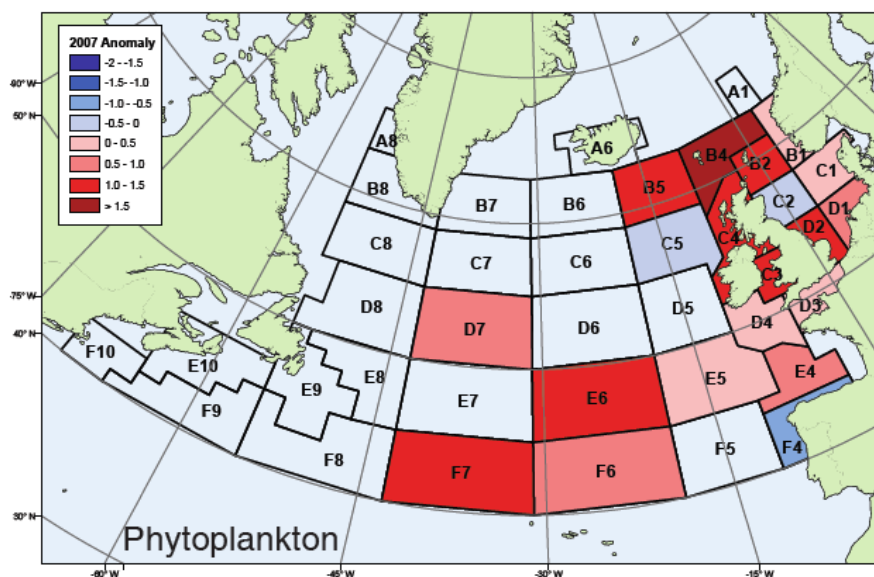 2007 Anomaly
-2 - -1.5
-1.5 - -1.0
-1.0 - -0.5
-0.5 - 0
0 - 0.5
0.5 - 1.0
1.0 - 1.5
> 1.5
60° W
50° W
75° W
40° N
30° N
A1
A8
A6
B4
B2
B1
C1
B8
B7
B6
B5
C2
D1
C8
C7
C6
C5
C4
D2
C3
D8
D7
D6
D5
D4
D3
F10
E10
E9
E8
E7
E6
E5
E4
F9
F8
F7
F6
F5
F4
Phytoplankton
-60° W
-45° W
-30° W
-15° W